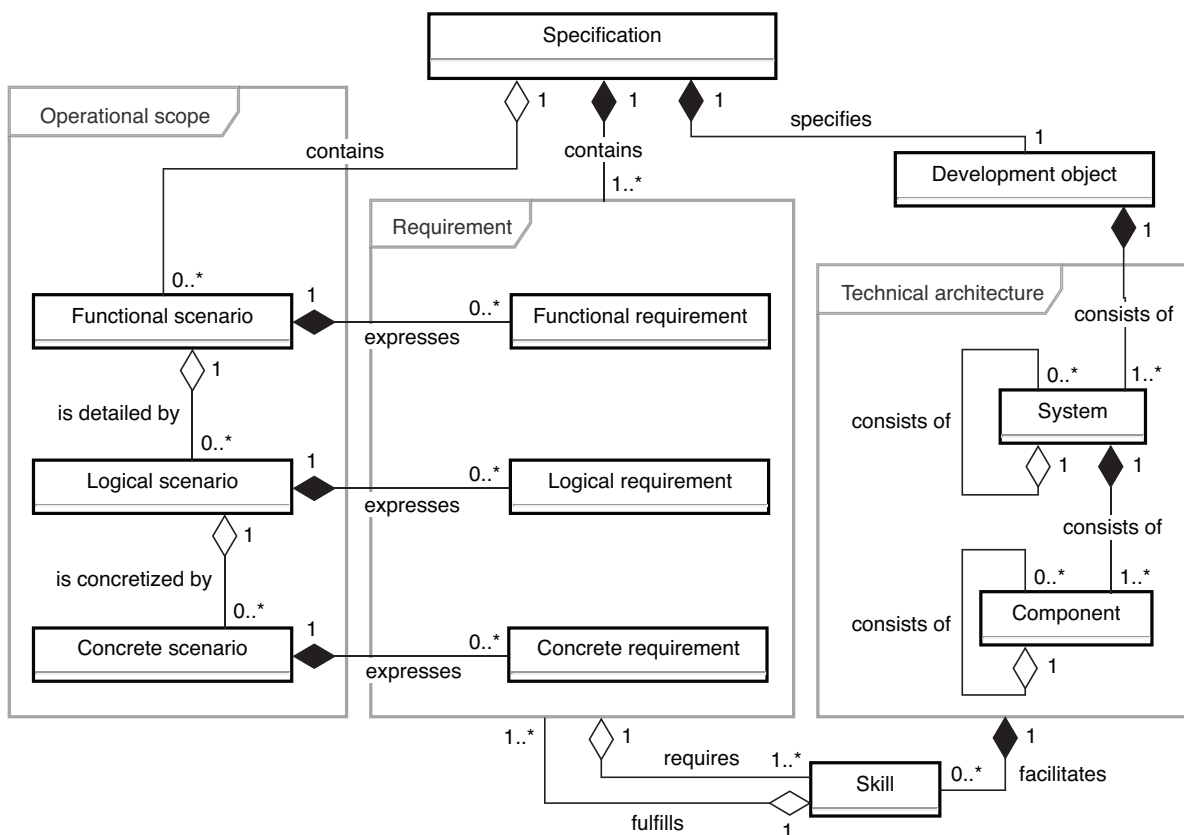 Specification
Operational scope
1
1
1
contains
contains
specifies
1
1..*
Development object
Requirement
1
0..*
Technical architecture
Functional scenario
1
expresses
0..*
Functional requirement
consists of
1
is detailed by
0..*
1..*
System
consists of
1
1
0..*
Logical scenario
1
expresses
0..*
Logical requirement
consists of
1
is concretized by
0..*
0..*
1..*
Component
consists of
1
Concrete scenario
1
expresses
0..*
Concrete requirement
1..*
1
requires
1..*
Skill
0..*
1
facilitates
fulfills
1